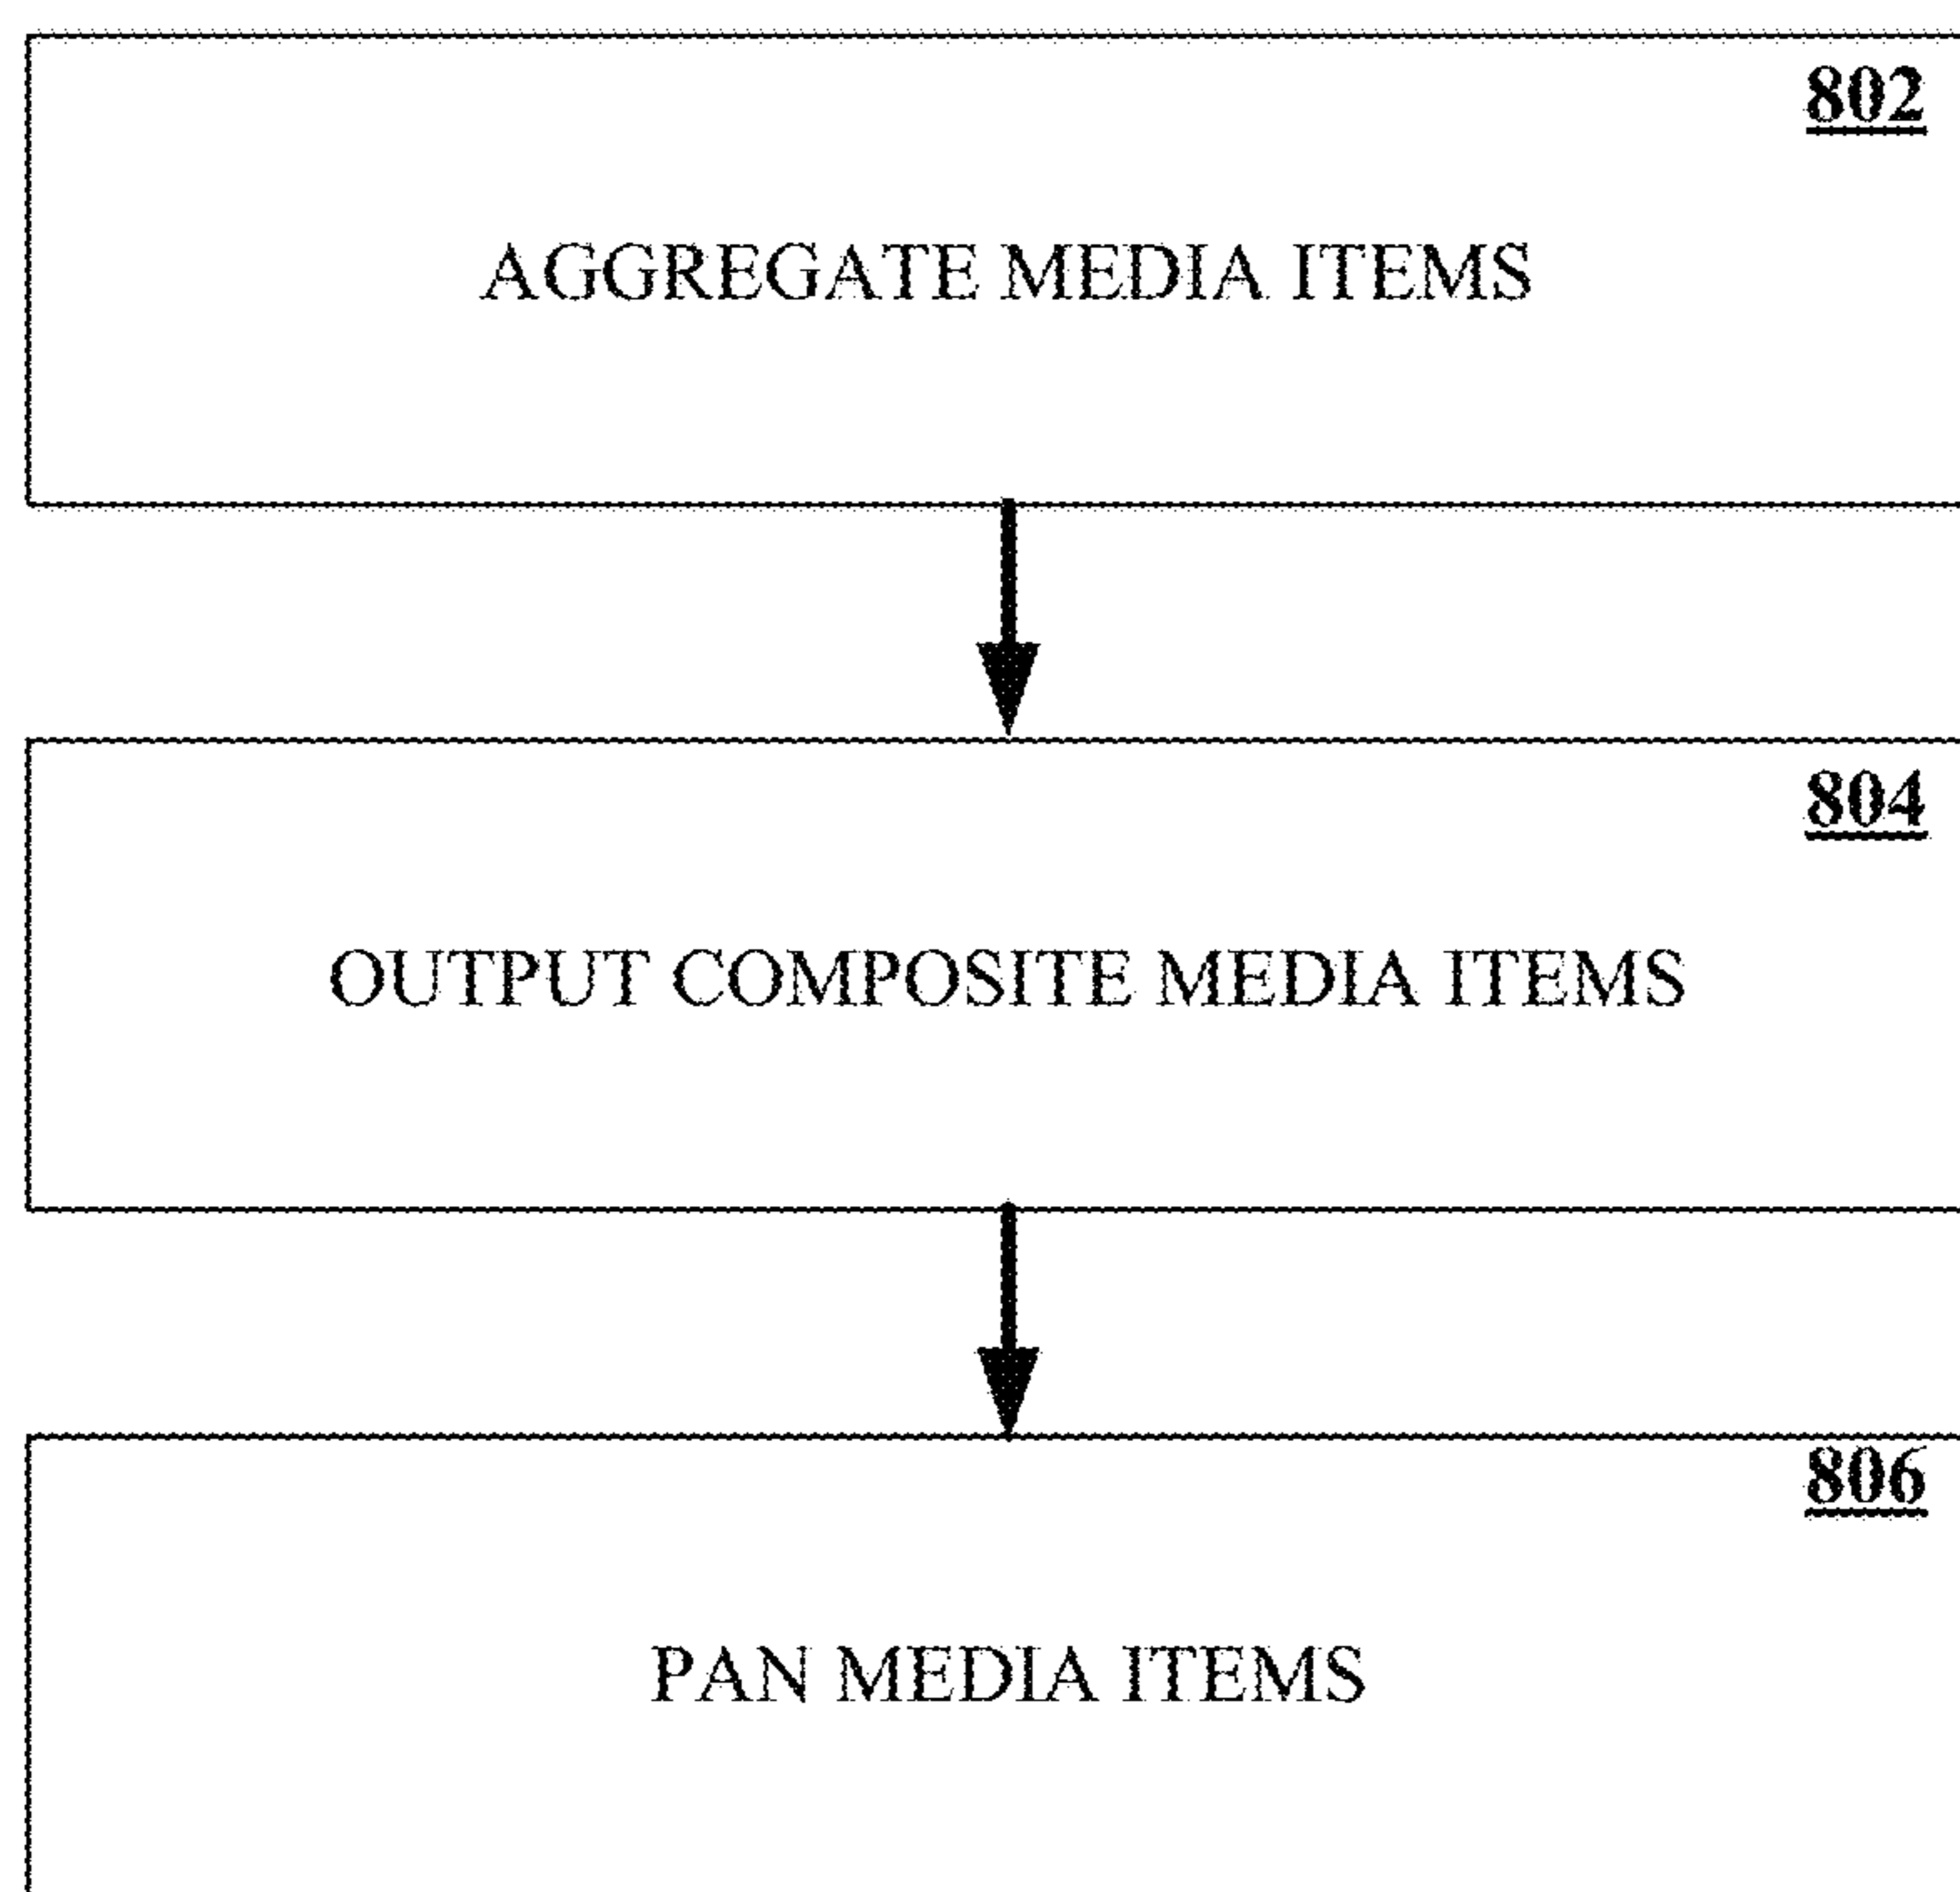 802
AGGREGATE MEDIA ITEMS
804
OUTPUT COMPOSITE MEDIA ITEMS
806
PAN MEDIA ITEMS